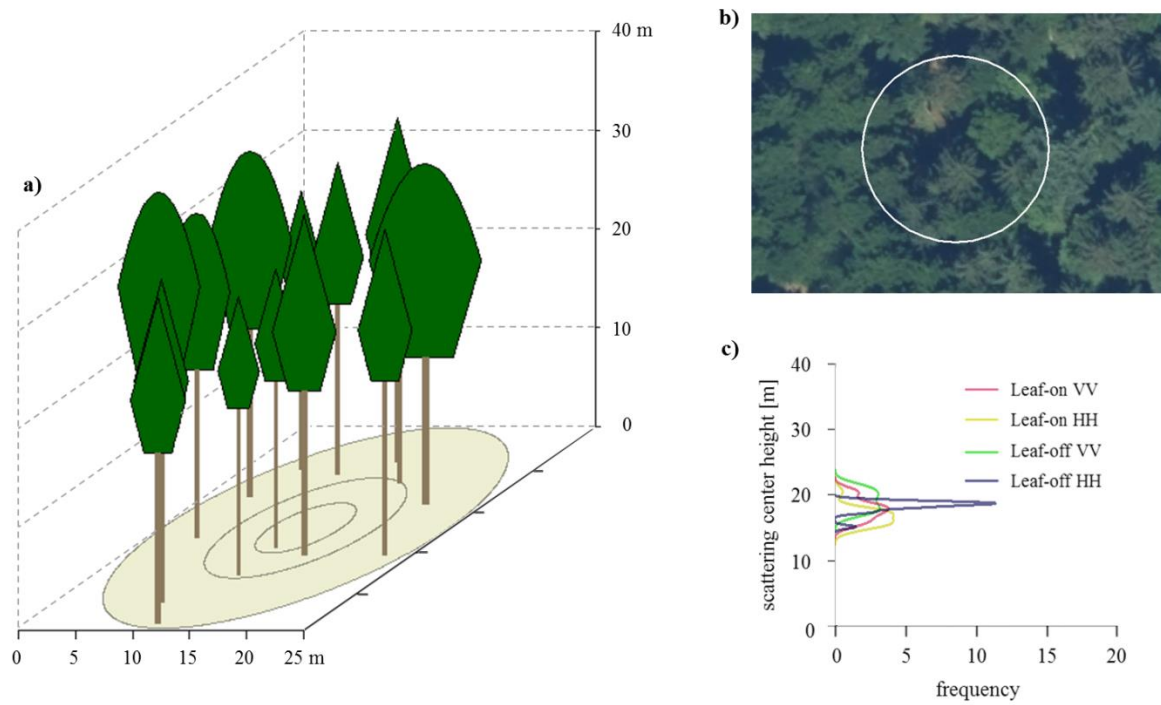 a)
40 m
30
20
10
0
0 5 10 15 20 25 m
b)
c)
scattering center height [m]
40
30
20
10
0
Leaf-on VV
Leaf-on HH
Leaf-off VV
Leaf-off HH
0 5 10 15 20
frequency